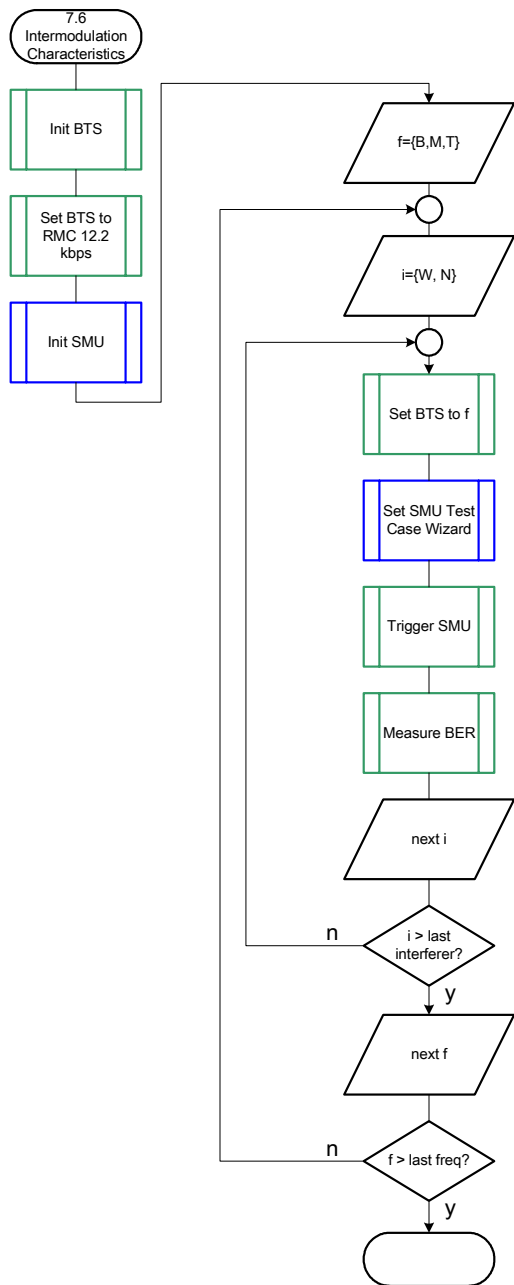 7.6
Intermodulation
Characteristics
Init BTS
Set BTS to
RMC 12.2
kbps
Init SMU
f={B,M,T}
i={W, N}
Set BTS to f
Set SMU Test
Case Wizard
Trigger SMU
Measure BER
next i
n
i > last
interferer?
y
next f
n
f > last freq?
y